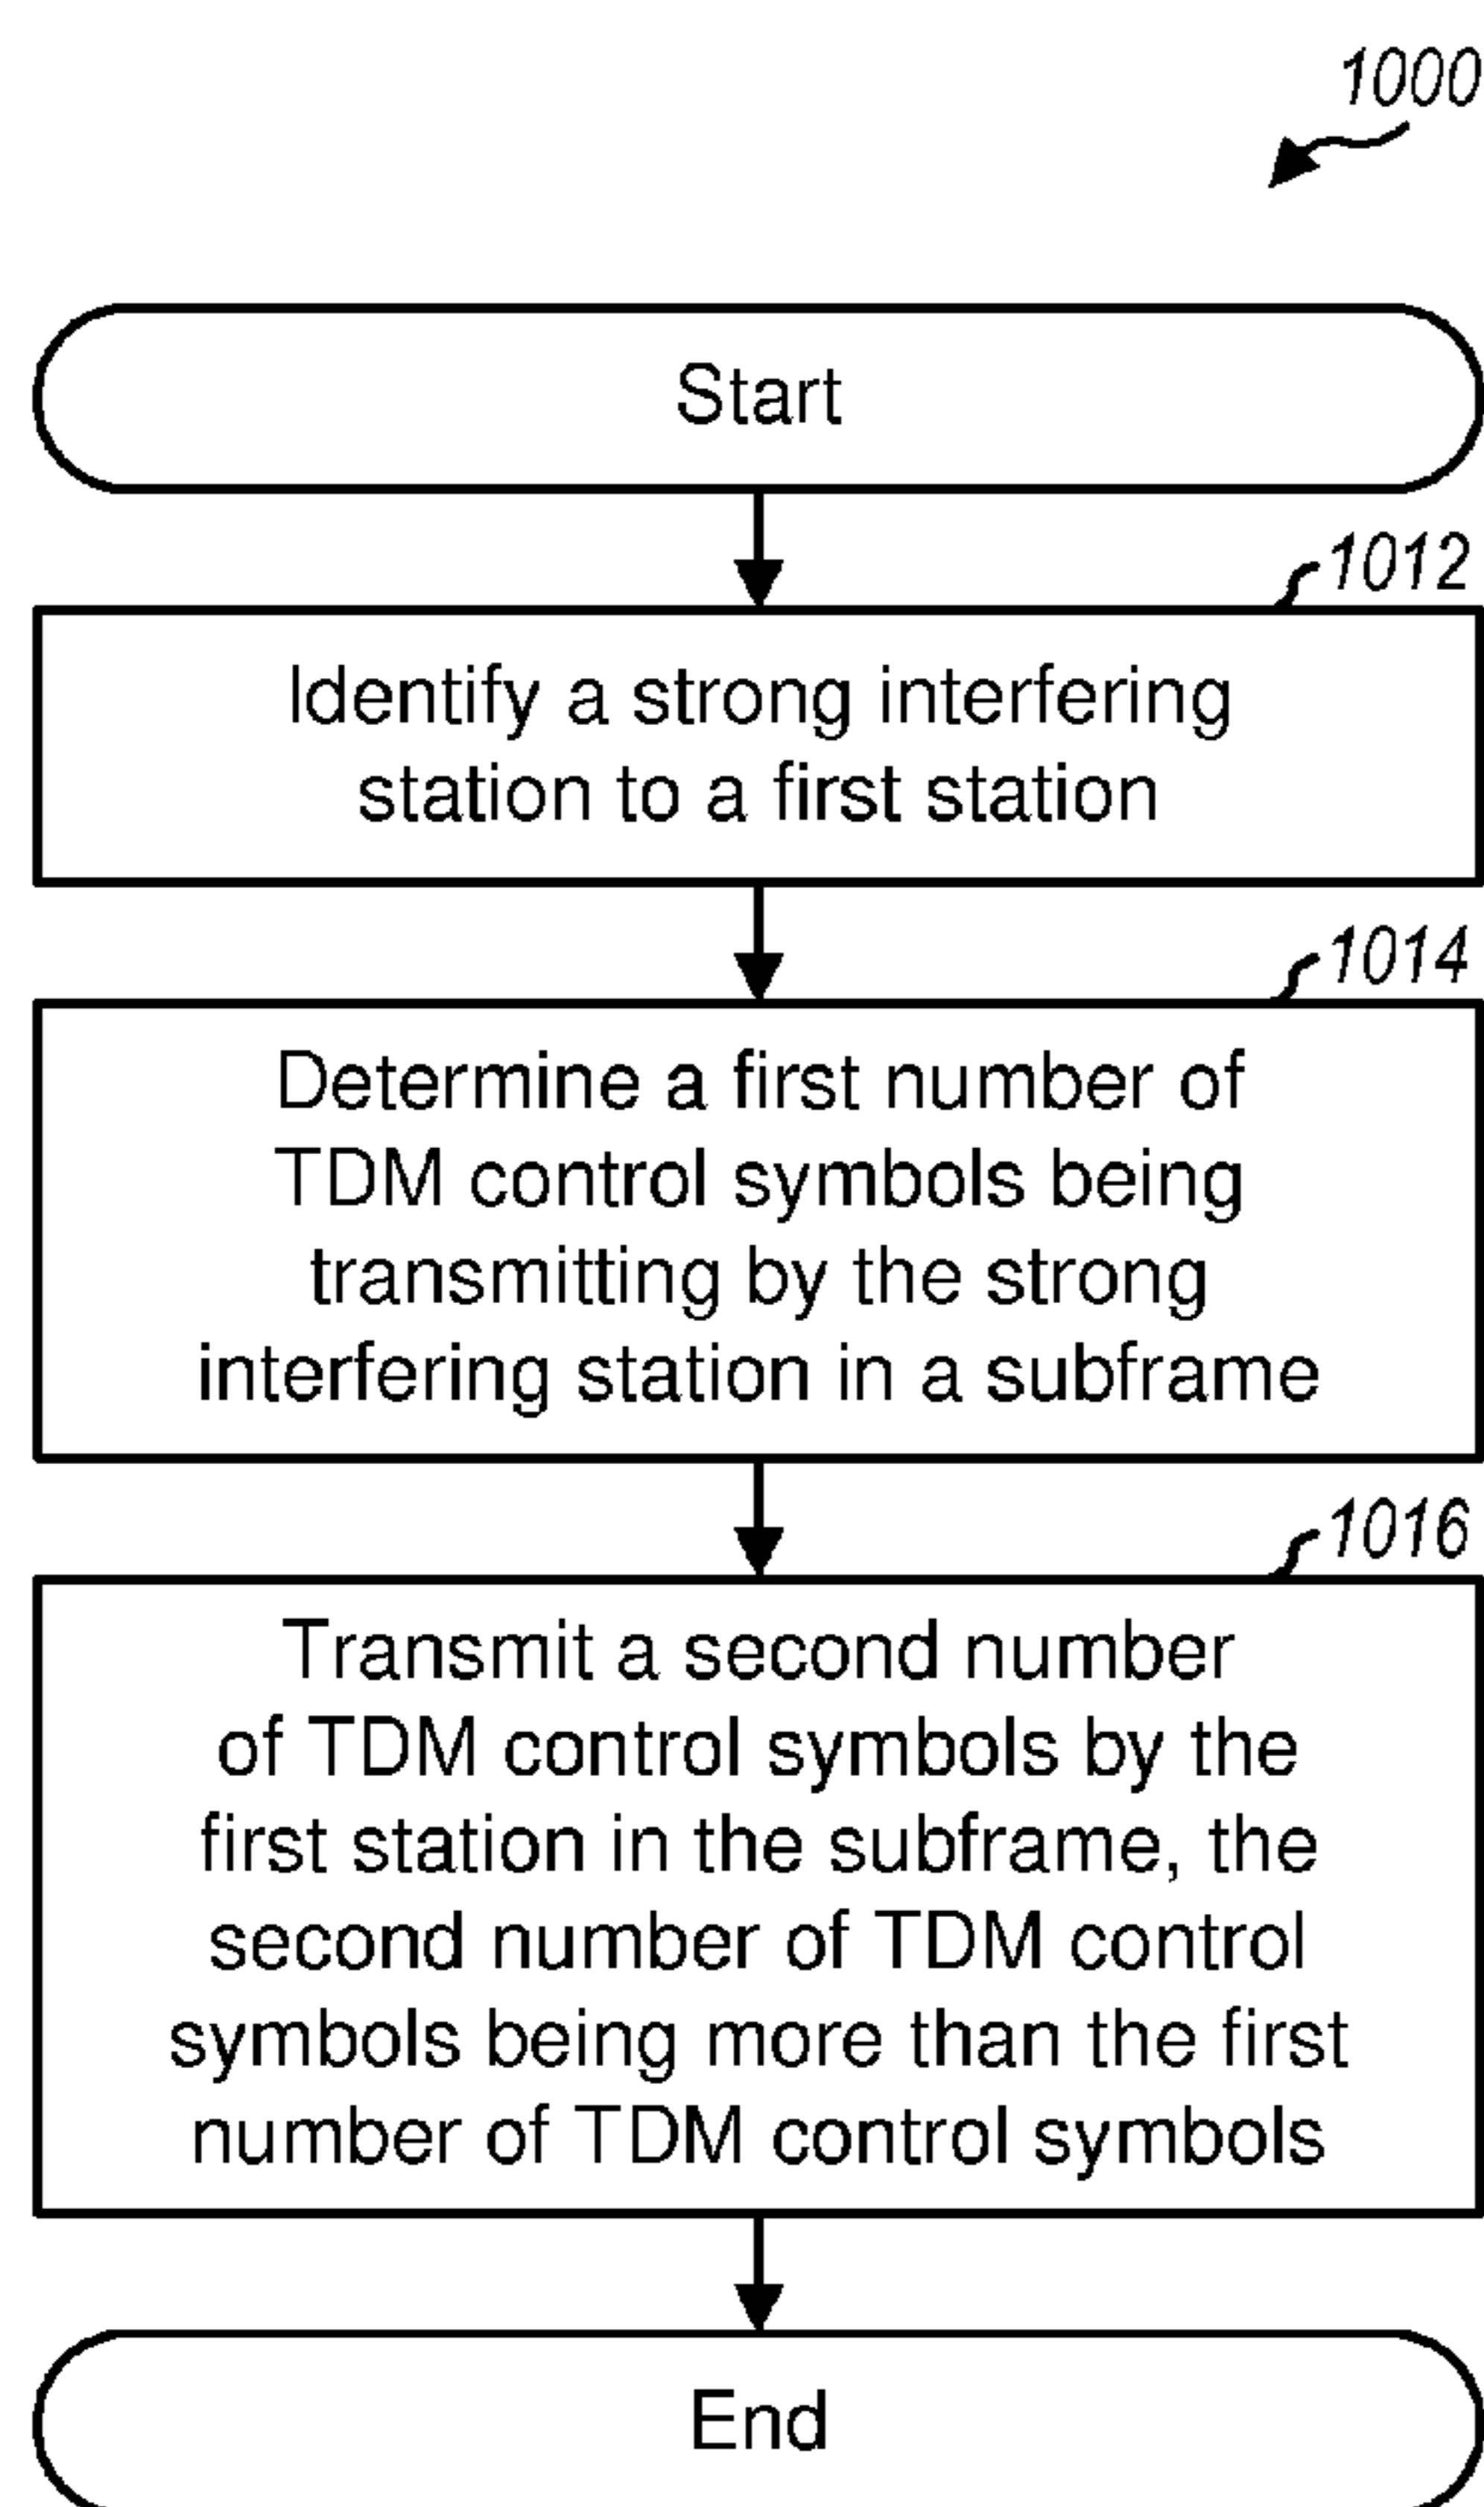 1000
Start
1012
Identify a strong interfering
station to a first station
1014
Determine a first number of
TDM control symbols being
transmitting by the strong
interfering station in a subframe
1016
Transmit a second number
of TDM control symbols by the
first station in the subframe, the
second number of TDM control
symbols being more than the first
number of TDM control symbols
End